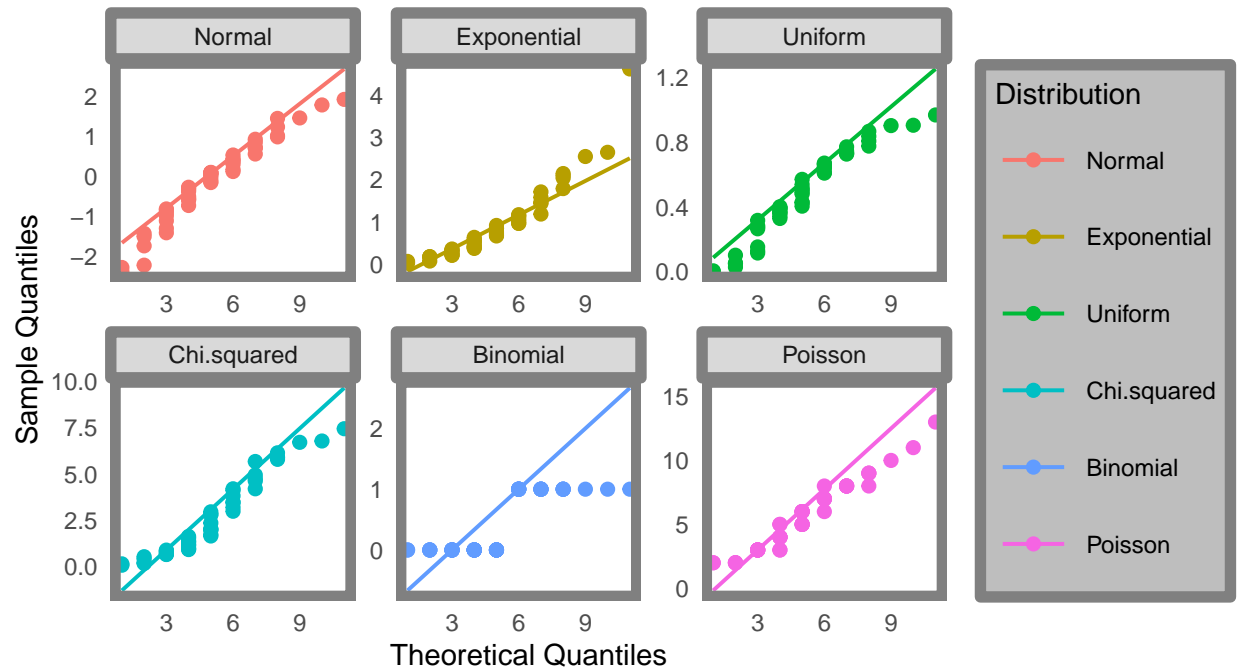 Normal
Exponential
Uniform
2
1
0
−1
−2
4
3
2
1
0
1.2
0.8
0.4
0.0
3
6
9
3
6
9
3
6
9
Chi.squared
Binomial
Poisson
10.0
7.5
5.0
2.5
0.0
2
1
0
15
10
5
0
3
6
9
3
6
9
3
6
9
Theoretical Quantiles
Sample Quantiles
Distribution
Normal
Exponential
Uniform
Chi.squared
Binomial
Poisson